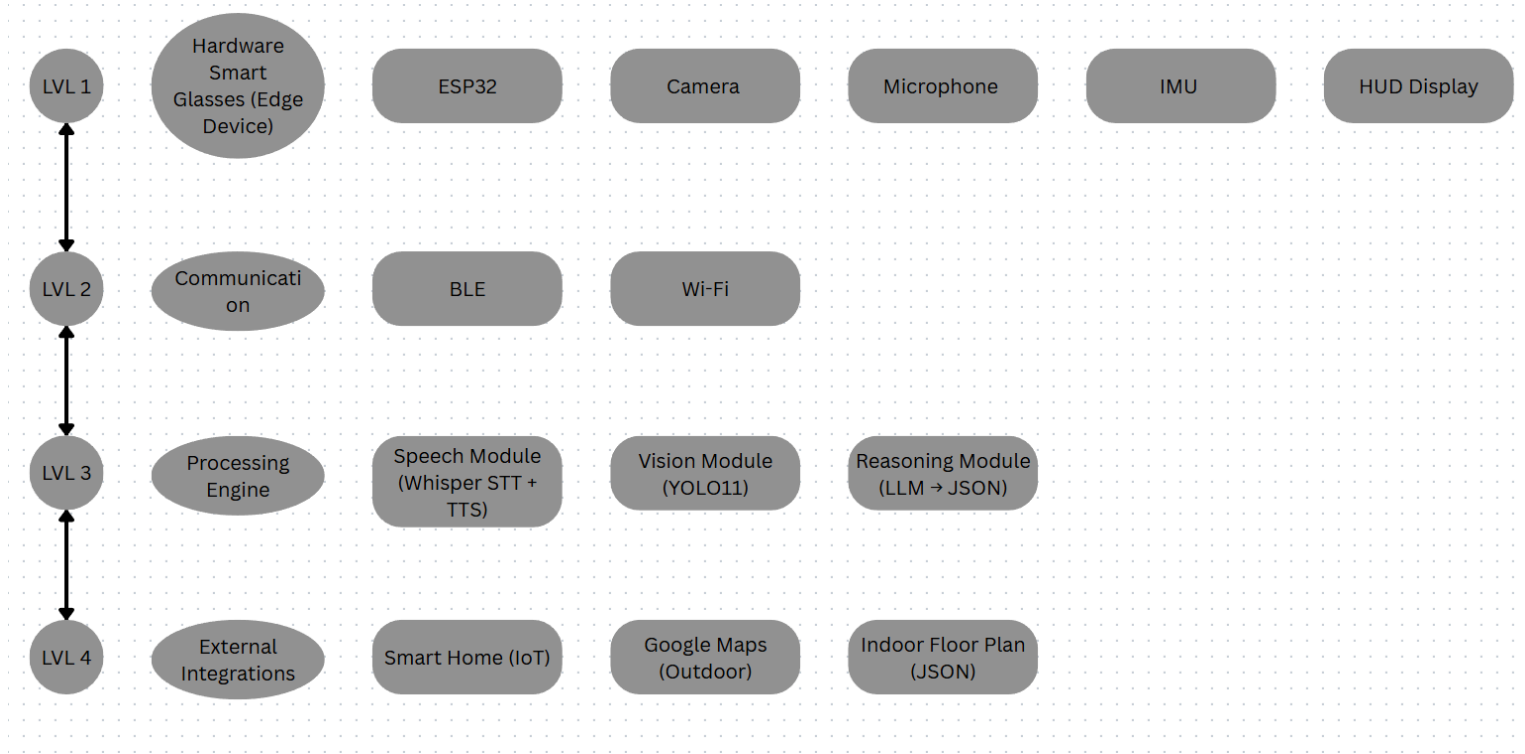 LVL 1
Hardware
Smart
Glasses (Edge
Device)
ESP32
Camera
Microphone
IMU
HUD Display
LVL 2
Communicati
on
BLE
Wi-Fi
LVL 3
Processing
Engine
Speech Module
(Whisper STT +
TTS)
Vision Module
(YOLO11)
Reasoning Module
(LLM → JSON)
LVL 4
External
Integrations
Smart Home (IoT)
Google Maps
(Outdoor)
Indoor Floor Plan
(JSON)